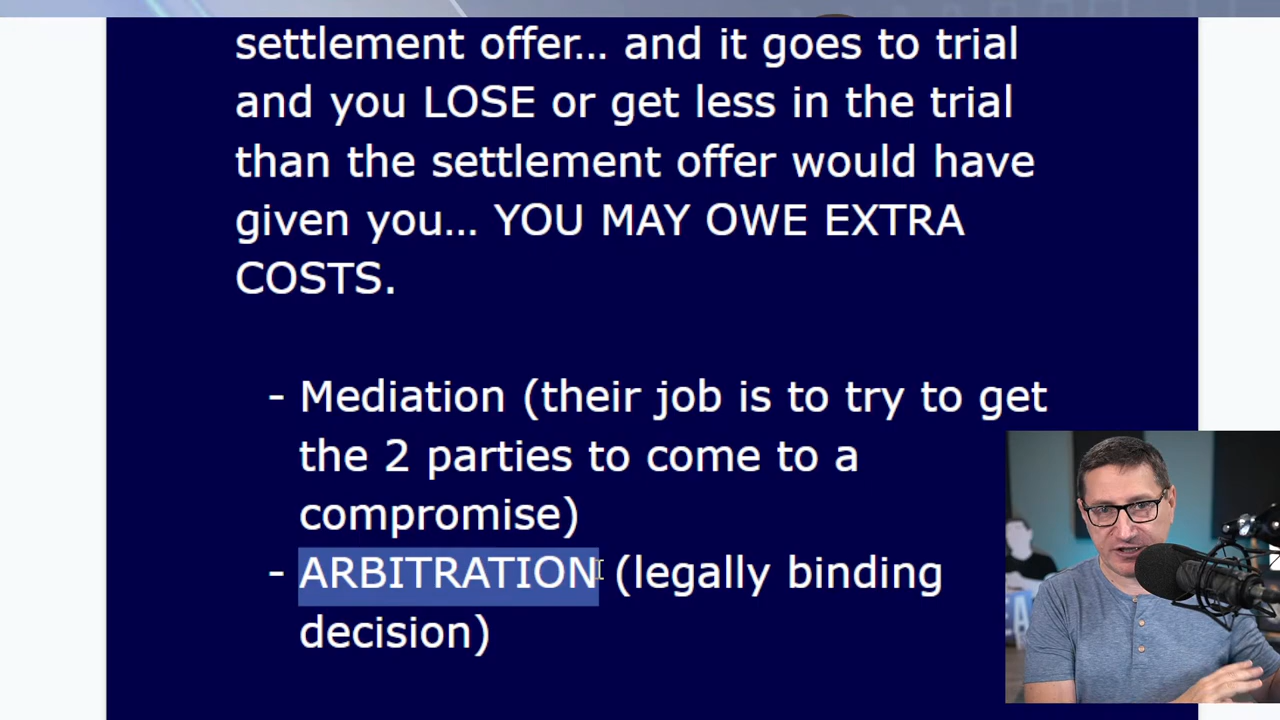 settlement offer... and it goes to trial
and you LOSE or get less in the trial
than the settlement offer would have
given you... YOU MAY OWE EXTRA
COSTS.
- Mediation (their job is to try to get
the 2 parties to come to a
compromise)
- ARBITRATION (legally binding
decision)